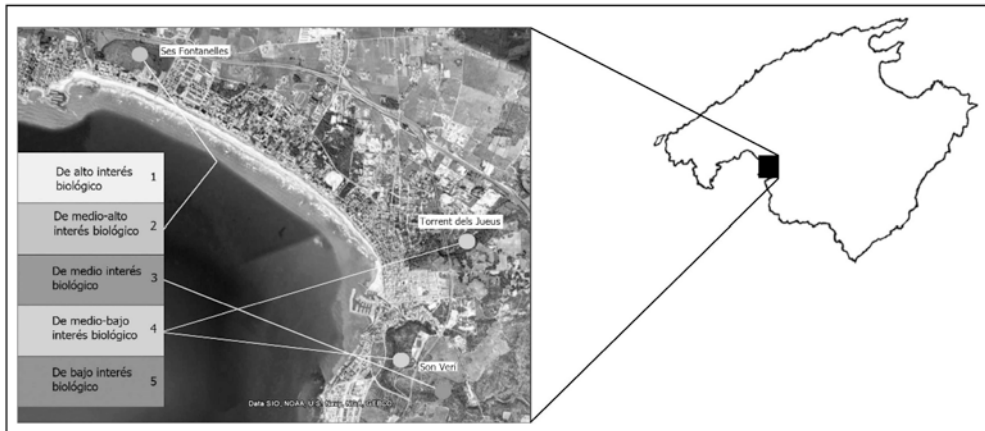 Ses Fontanelles
De alto interés
biológico
1
De medio-alto
interés biológico
2
Torrent dels Jueus
De medio interés
biológico
3
De medio-bajo
interés biológico
4
Son Veri
De bajo interés
biológico
5
Data SIO, NOAA, U.S. Navy, NGA, GEBCO